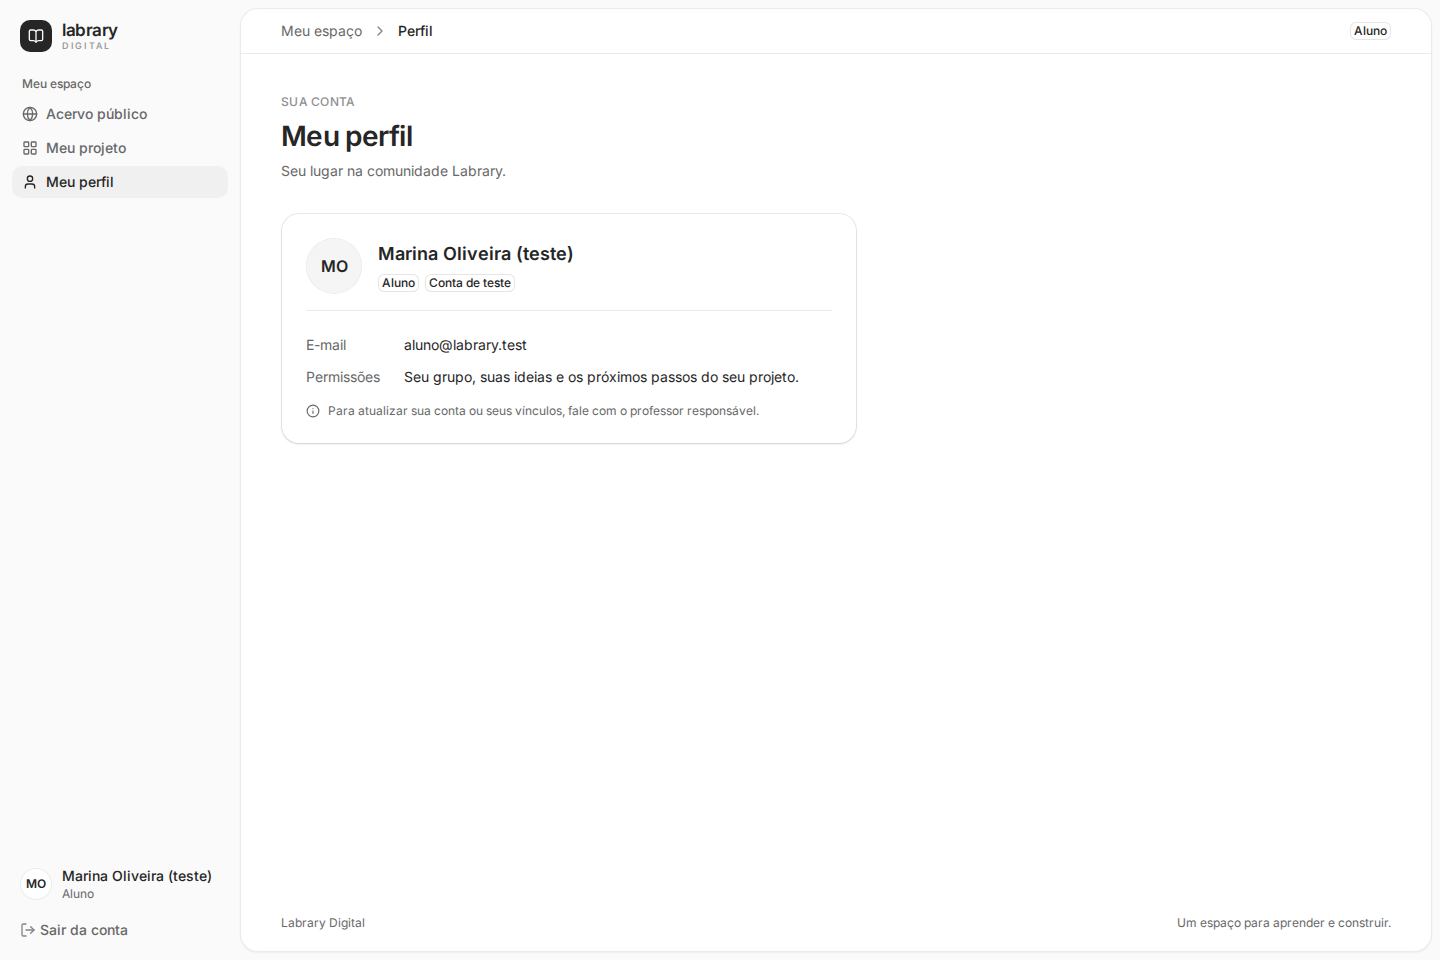 labrary
DIGITAL
Meu espaço
Acervo público
Meu projeto
Meu perfil
Marina Oliveira (teste)
MO
Aluno
Sair da conta
Meu espaço
Perfil
Aluno
SUA CONTA
Meu perfil
Seu lugar na comunidade Labrary.
MO
Marina Oliveira (teste)
Aluno
Conta de teste
E-mail
aluno@labrary.test
Permissões
Seu grupo, suas ideias e os próximos passos do seu projeto.
Para atualizar sua conta ou seus vínculos, fale com o professor responsável.
Labrary Digital
Um espaço para aprender e construir.